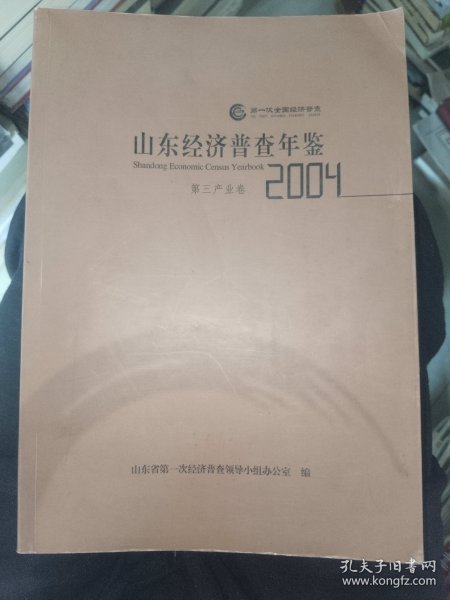 第一次全国经济普查
山东经济普查年鉴
Shandong Economic Census Yearbook
2004
第三产业卷
山东省第一次经济普查领导小组办公室 编
孔夫子旧书网
www.kongfz.com